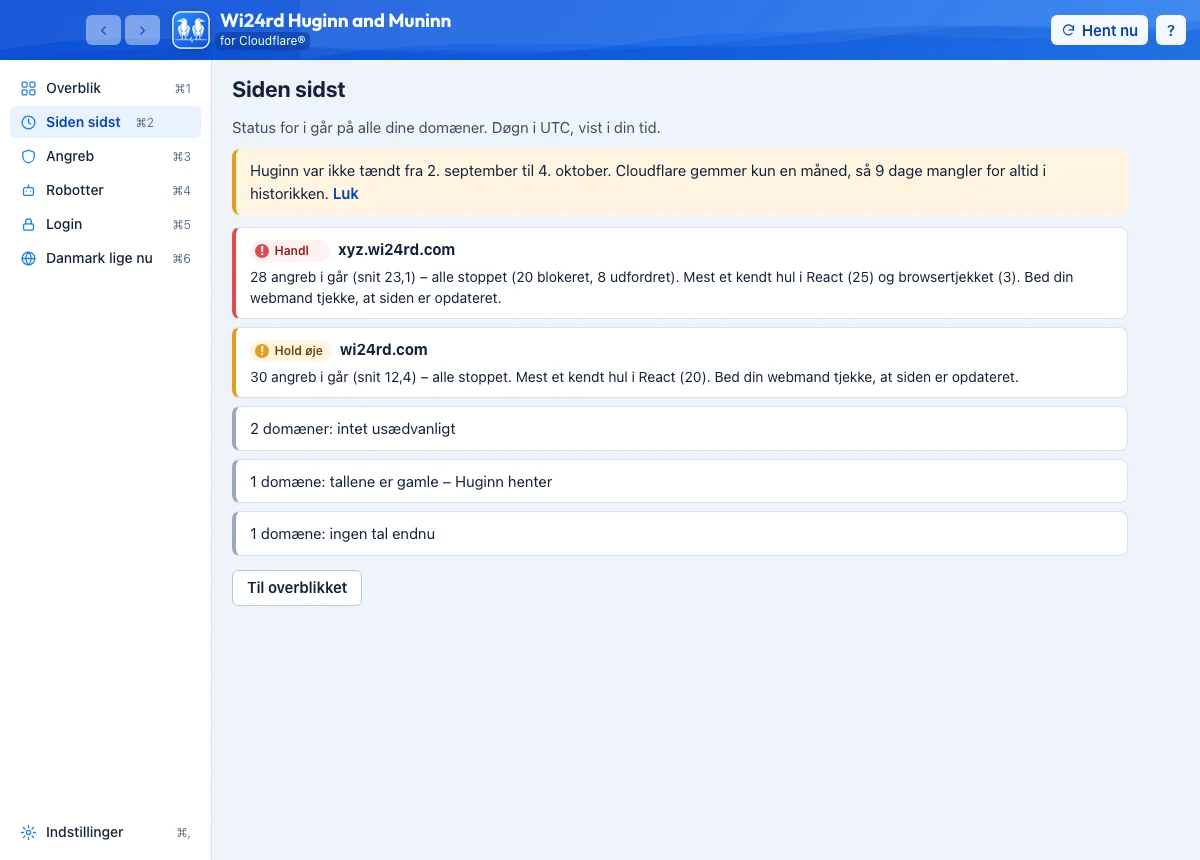 Wi24rd Huginn and Muninn
for Cloudflare®
Hent nu
?
Overblik ⌘1
Siden sidst ⌘2
Angreb ⌘3
Robotter ⌘4
Login ⌘5
Danmark lige nu ⌘6
Indstillinger ⌘,
Siden sidst
Status for i går på alle dine domæner. Døgn i UTC, vist i din tid.
Huginn var ikke tændt fra 2. september til 4. oktober. Cloudflare gemmer kun en måned, så 9 dage mangler for altid i
historikken. Luk
Handl xyz.wi24rd.com
28 angreb i går (snit 23,1) – alle stoppet (20 blokeret, 8 udfordret). Mest et kendt hul i React (25) og browsertjekket (3). Bed din
webmand tjekke, at siden er opdateret.
Hold øje wi24rd.com
30 angreb i går (snit 12,4) – alle stoppet. Mest et kendt hul i React (20). Bed din webmand tjekke, at siden er opdateret.
2 domæner: intet usædvanligt
1 domæne: tallene er gamle – Huginn henter
1 domæne: ingen tal endnu
Til overblikket